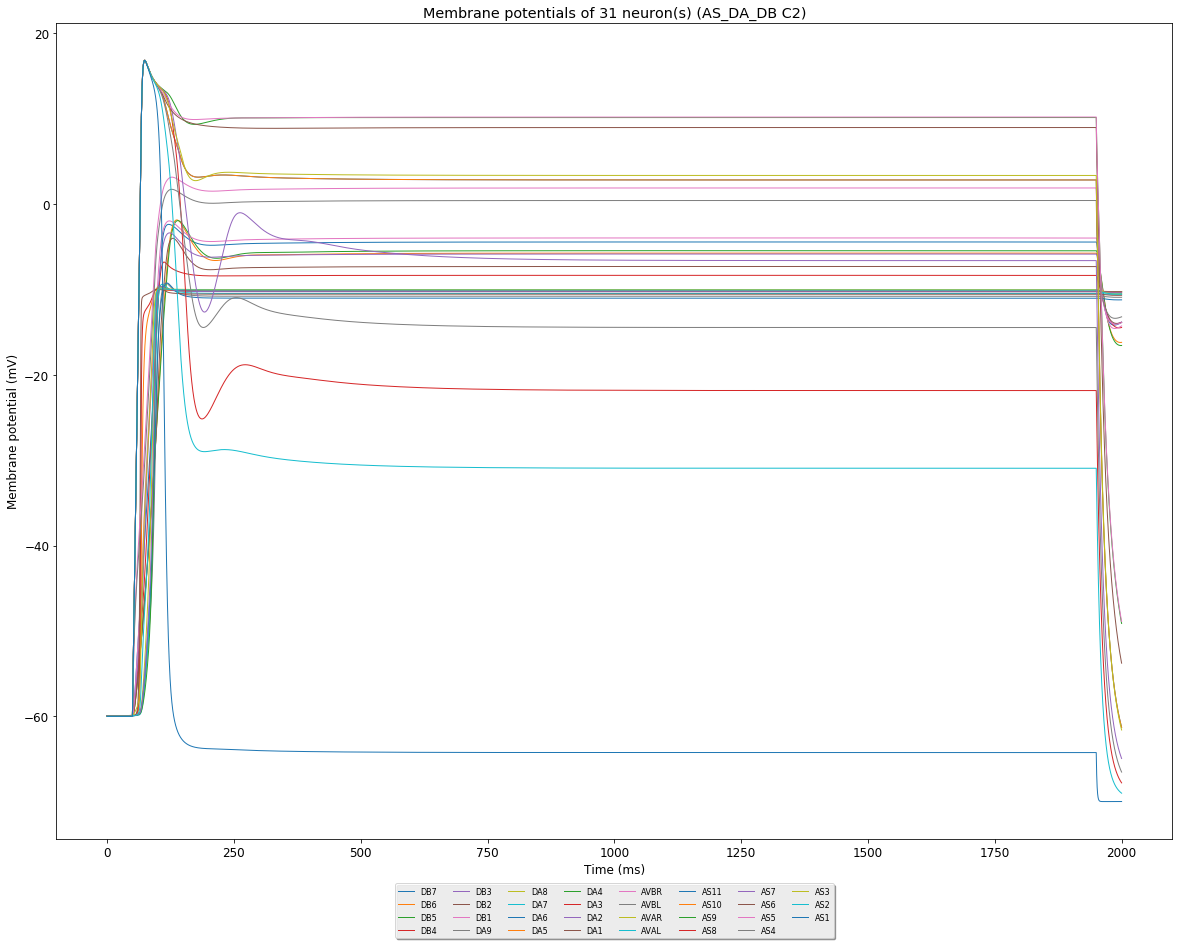 Membrane potentials of 31 neuron(s) (AS_DA_DB C2)
20
0
−20
−40
−60
Membrane potential (mV)
0 250 500 750 1000 1250 1500 1750 2000
Time (ms)
DB7 DB3 DA8 DA4 AVBR AS11 AS7 AS3
DB6 DB2 DA7 DA3 AVBL AS10 AS6 AS2
DB5 DB1 DA6 DA2 AVAR AS9 AS5 AS1
DB4 DA9 DA5 DA1 AVAL AS8 AS4